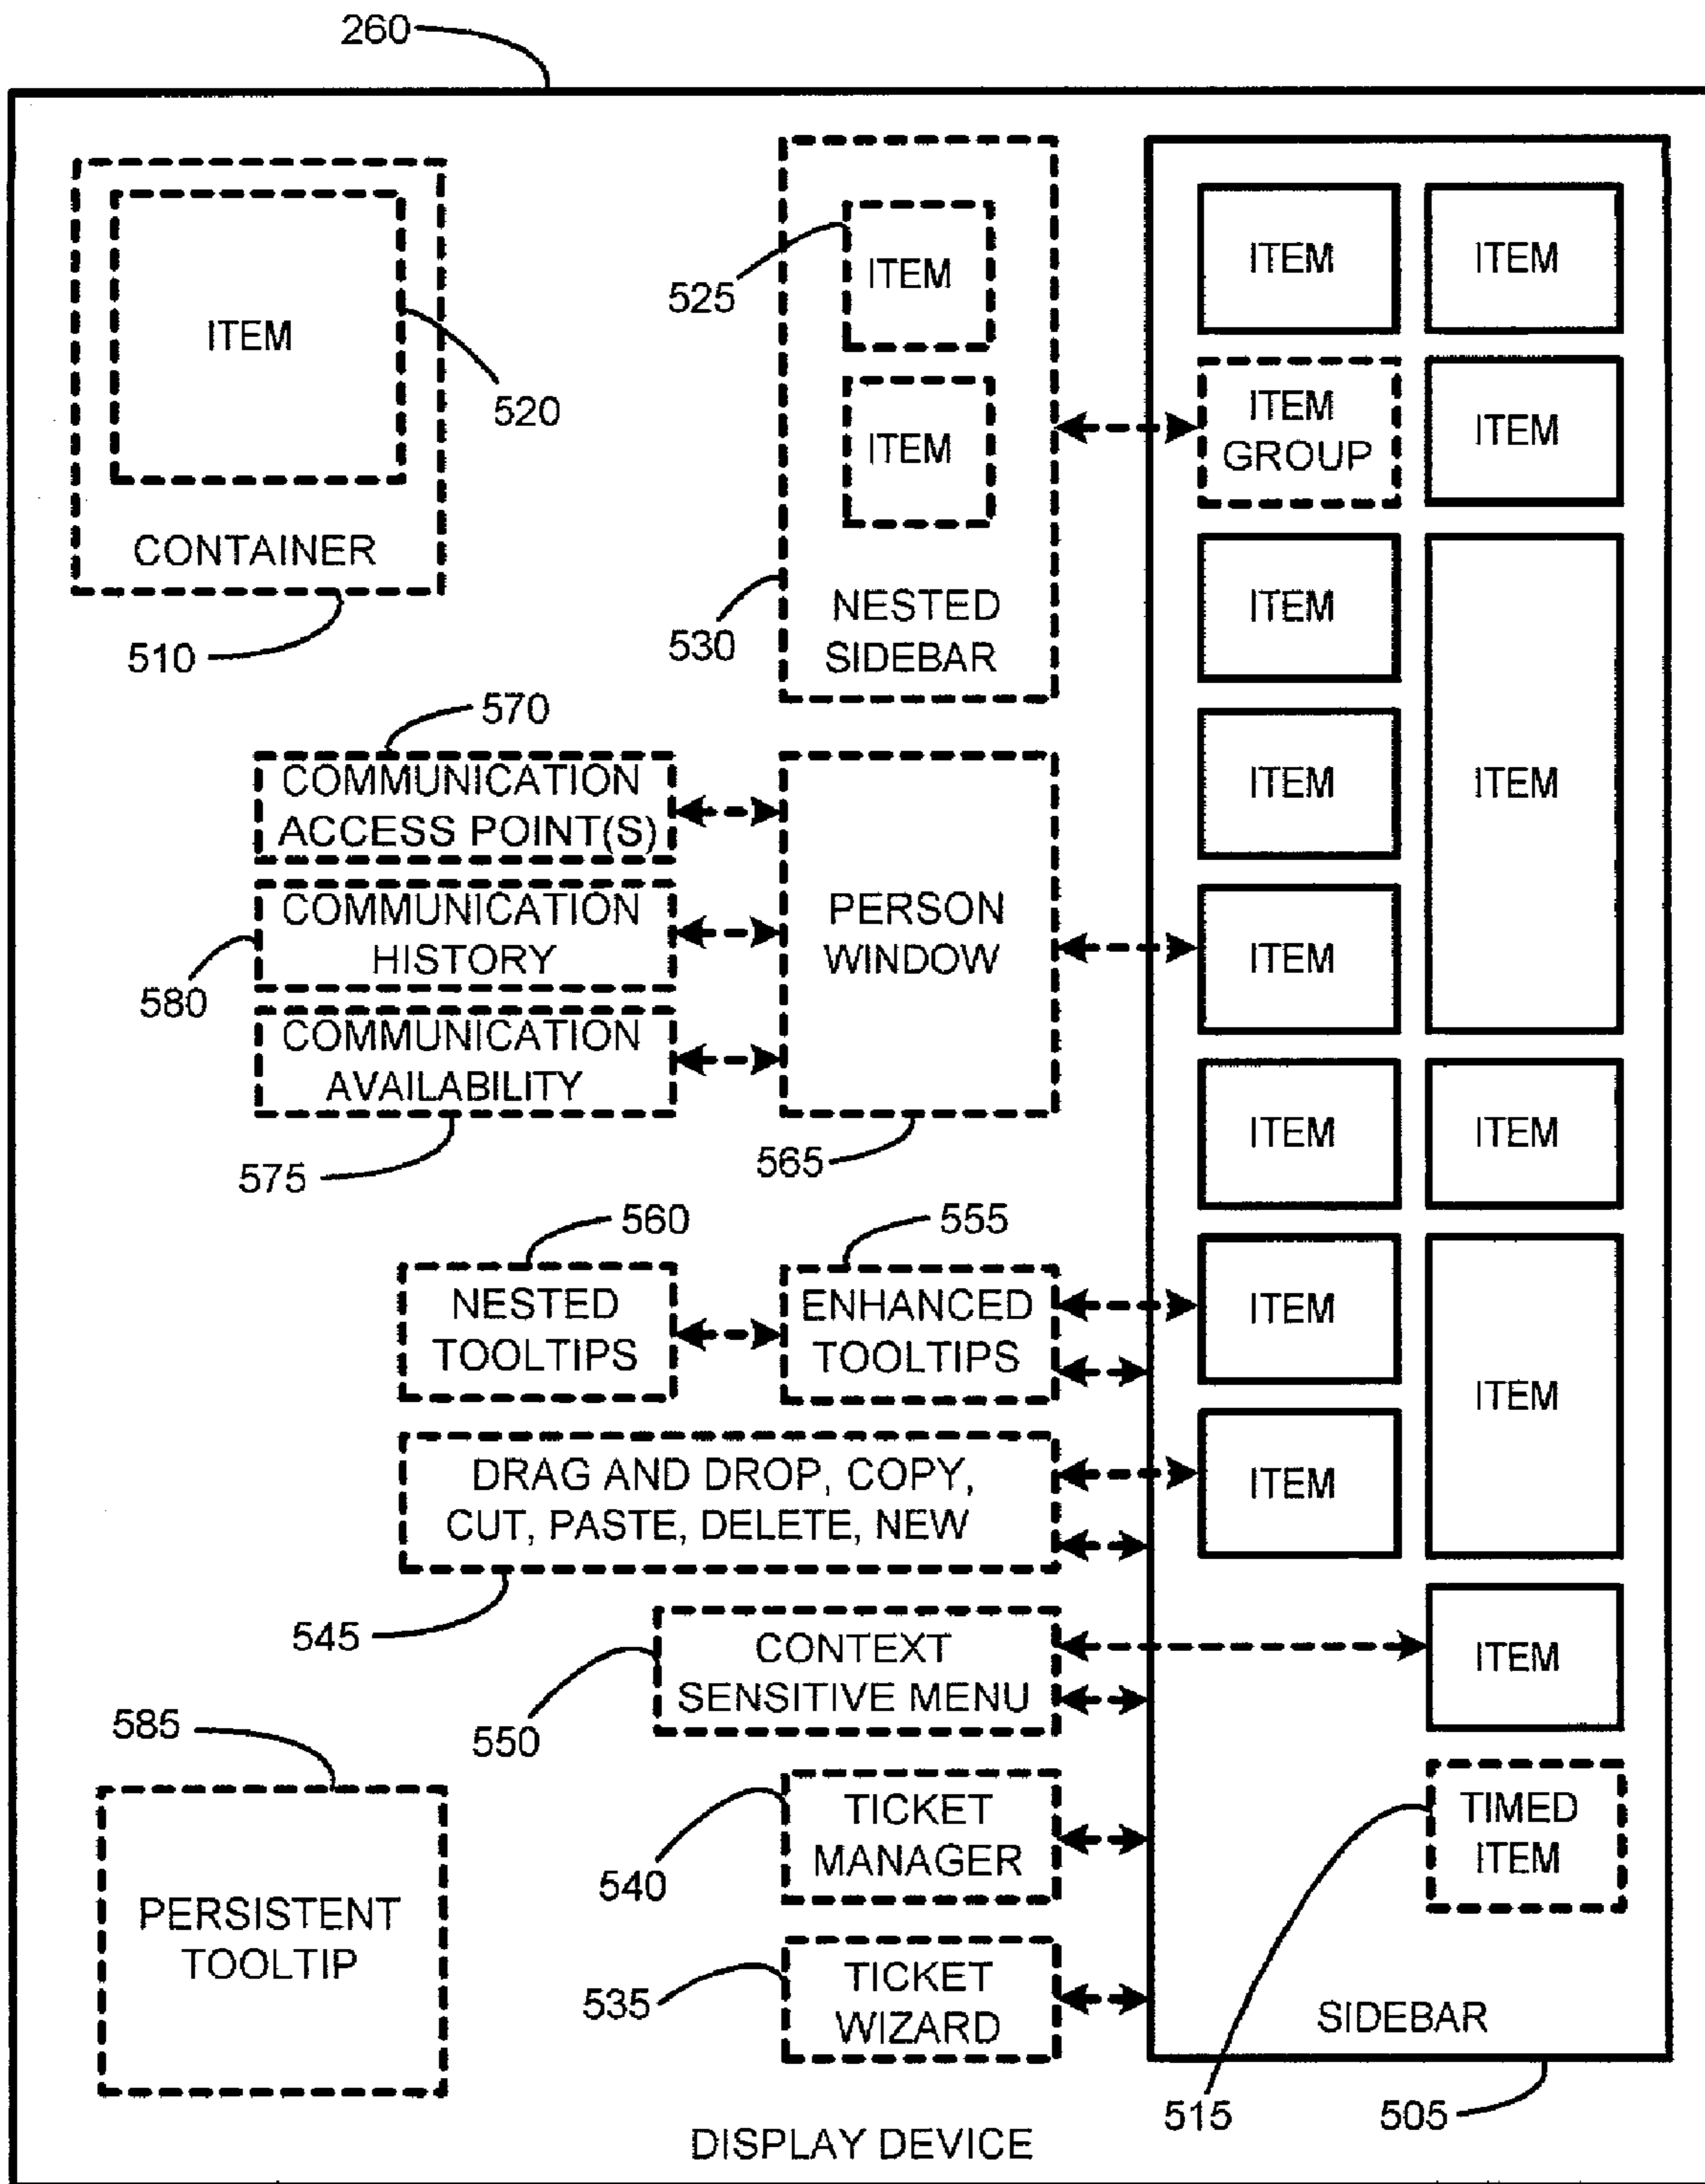 260
ITEM
520
CONTAINER
510
525
ITEM
ITEM
530
NESTED
SIDEBAR
ITEM
ITEM
ITEM
GROUP
ITEM
ITEM
ITEM
ITEM
ITEM
ITEM
ITEM
ITEM
ITEM
ITEM
ITEM
TIMED
ITEM
SIDEBAR
570
COMMUNICATION
ACCESS POINT(S)
COMMUNICATION
HISTORY
580
COMMUNICATION
AVAILABILITY
575
PERSON
WINDOW
565
560
NESTED
TOOLTIPS
555
ENHANCED
TOOLTIPS
DRAG AND DROP, COPY,
CUT, PASTE, DELETE, NEW
545
CONTEXT
SENSITIVE MENU
550
585
PERSISTENT
TOOLTIP
TICKET
MANAGER
540
TICKET
WIZARD
535
515
505
DISPLAY DEVICE